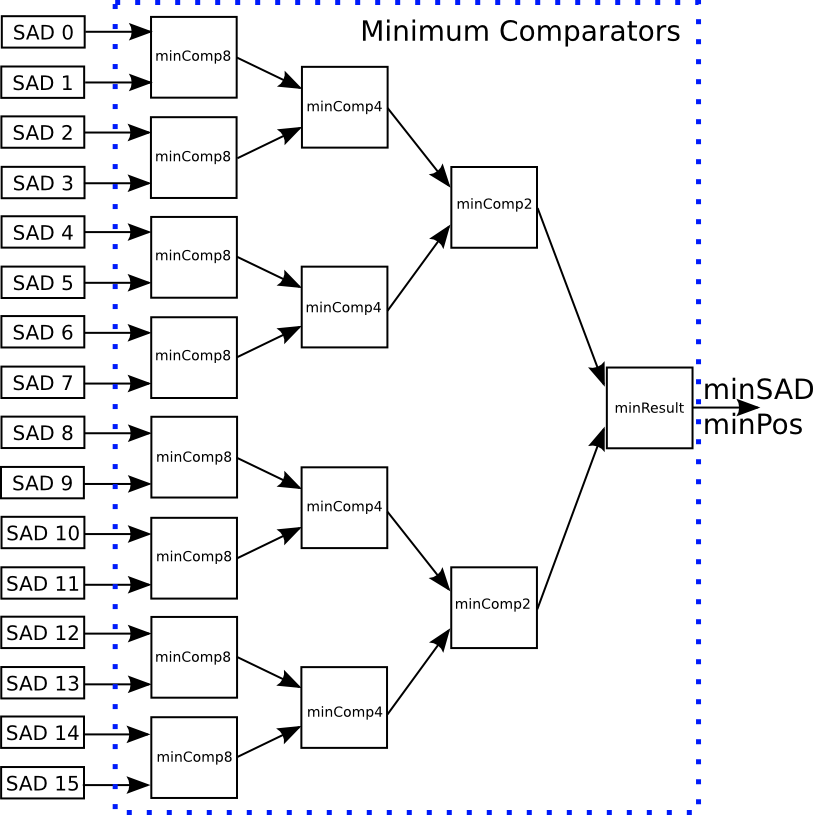 Minimum Comparators
SAD 0
SAD 1
SAD 2
SAD 3
SAD 4
SAD 5
SAD 6
SAD 7
SAD 8
SAD 9
SAD 10
SAD 11
SAD 12
SAD 13
SAD 14
SAD 15
minComp8
minComp8
minComp8
minComp8
minComp8
minComp8
minComp8
minComp8
minComp4
minComp4
minComp4
minComp4
minComp2
minComp2
minResult
minSAD
minPos